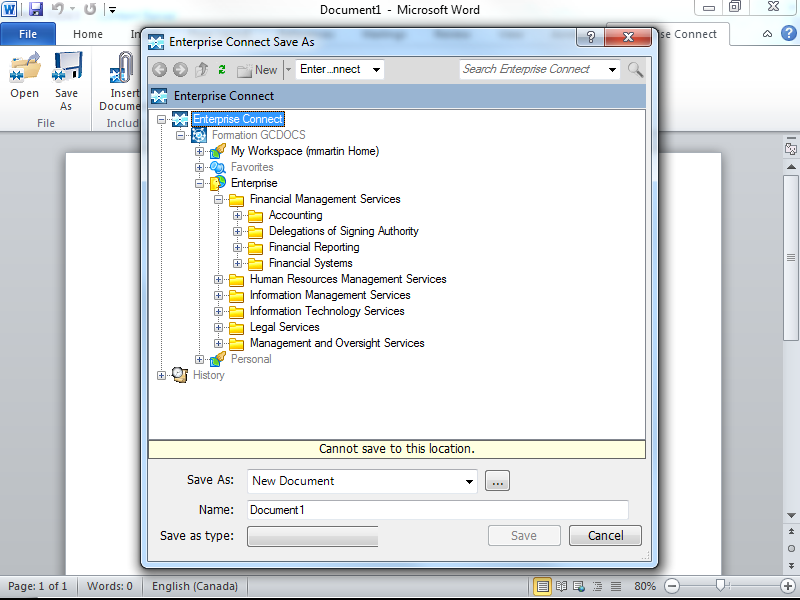 Document1 - Microsoft Word
File
Home
Enterprise Connect Save As
se Connect
Open
Save
As
Insert
Docume
File
Includ
New
Enter...nnect
Search Enterprise Connect
Enterprise Connect
Enterprise Connect
Formation GCDOCS
My Workspace (mmartin Home)
Favorites
Enterprise
Financial Management Services
Accounting
Delegations of Signing Authority
Financial Reporting
Financial Systems
Human Resources Management Services
Information Management Services
Information Technology Services
Legal Services
Management and Oversight Services
Personal
History
Cannot save to this location.
Save As: New Document ...
Name: Document1
Save as type: Save Cancel
Page: 1 of 1 Words: 0 English (Canada) 80%